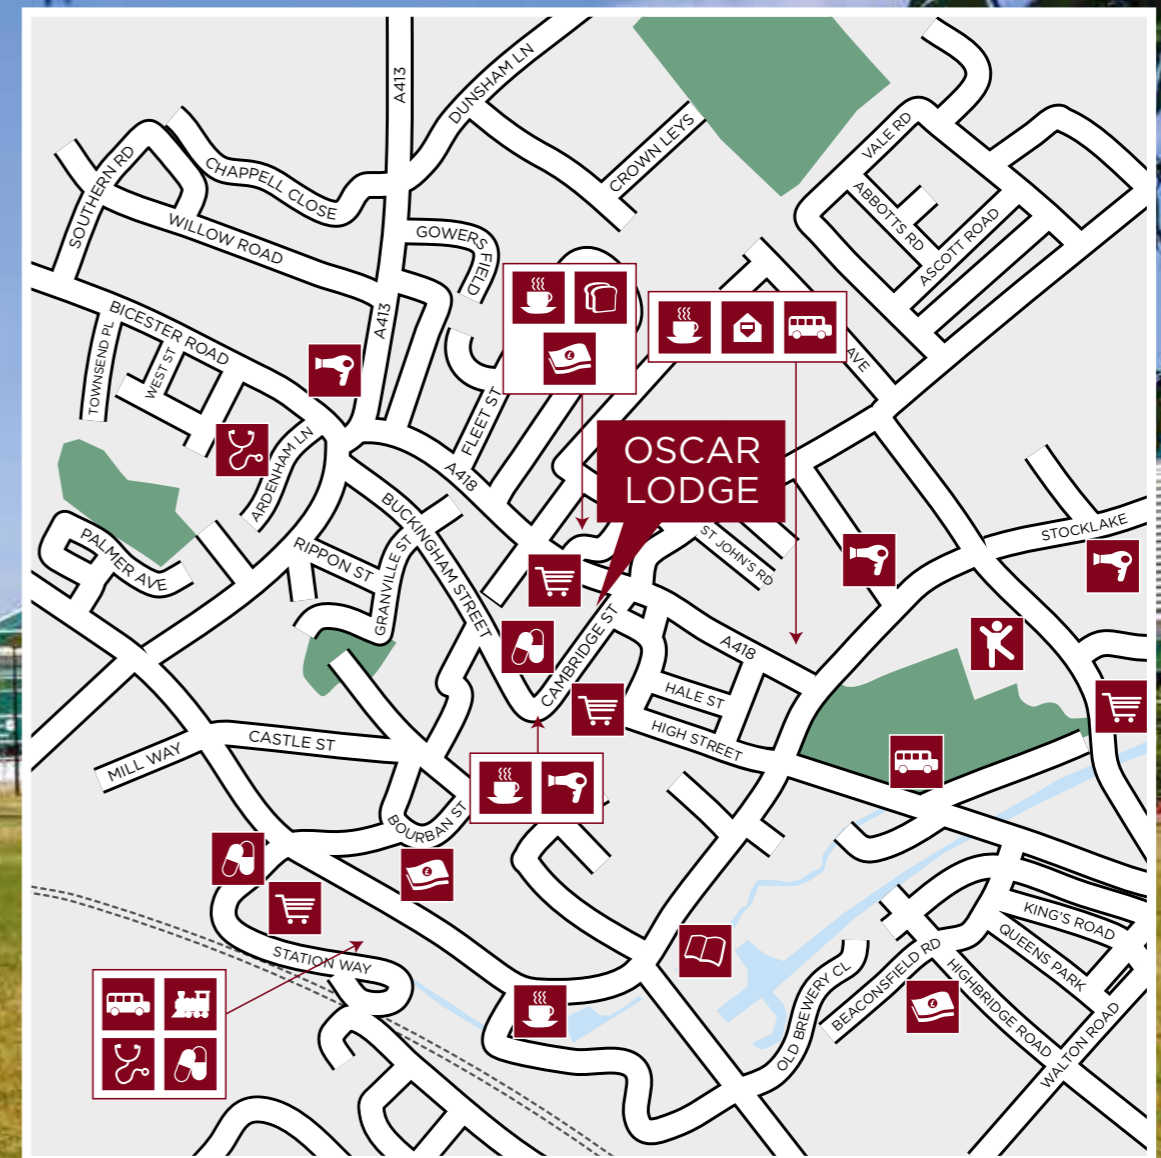 A413
DUNSHAM LN
CROWN LEYS
VALE RD
ABBOTTS RD
ASCOTT ROAD
SOUTHERN RD
CHAPPELL CLOSE
WILLOW ROAD
GOWERS
FIELD
A413
BICESTER ROAD
TOWNSEND PL
WEST ST
AVE
FLEET ST
ARDENHAM LN
A418
OSCAR
LODGE
BUCKINGHAM STREET
ST JOHN'S RD
STOCKLAKE
PALMER AVE
RIPPON ST
GRANVILLE ST
CAMBRIDGE ST
A418
HALE ST
HIGH STREET
MILL WAY
CASTLE ST
BOURBAN ST
STATION WAY
KING'S ROAD
QUEENS PARK
OLD BREWERY CL
BEACONSFIELD RD
HIGHBRIDGE ROAD
WALTON ROAD